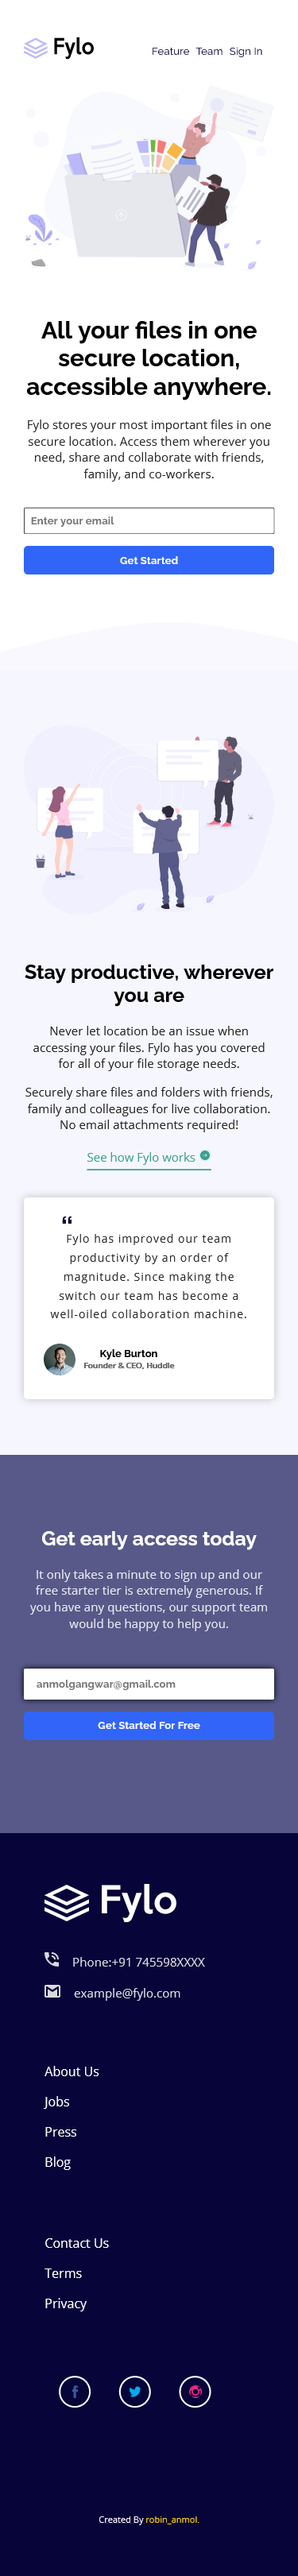 Fylo
Feature Team Sign In
All your files in one
secure location,
accessible anywhere.
Fylo stores your most important files in one
secure location. Access them wherever you
need, share and collaborate with friends,
family, and co-workers.
Enter your email
Get Started
Stay productive, wherever
you are
Never let location be an issue when
accessing your files. Fylo has you covered
for all of your file storage needs.
Securely share files and folders with friends,
family and colleagues for live collaboration.
No email attachments required!
See how Fylo works
“
Fylo has improved our team
productivity by an order of
magnitude. Since making the
switch our team has become a
well-oiled collaboration machine.
Kyle Burton
Founder & CEO, Huddle
Get early access today
It only takes a minute to sign up and our
free starter tier is extremely generous. If
you have any questions, our support team
would be happy to help you.
anmolgangwar@gmail.com
Get Started For Free
Fylo
Phone:+91 745598XXXX
example@fylo.com
About Us
Jobs
Press
Blog
Contact Us
Terms
Privacy
Created By robin_anmol.